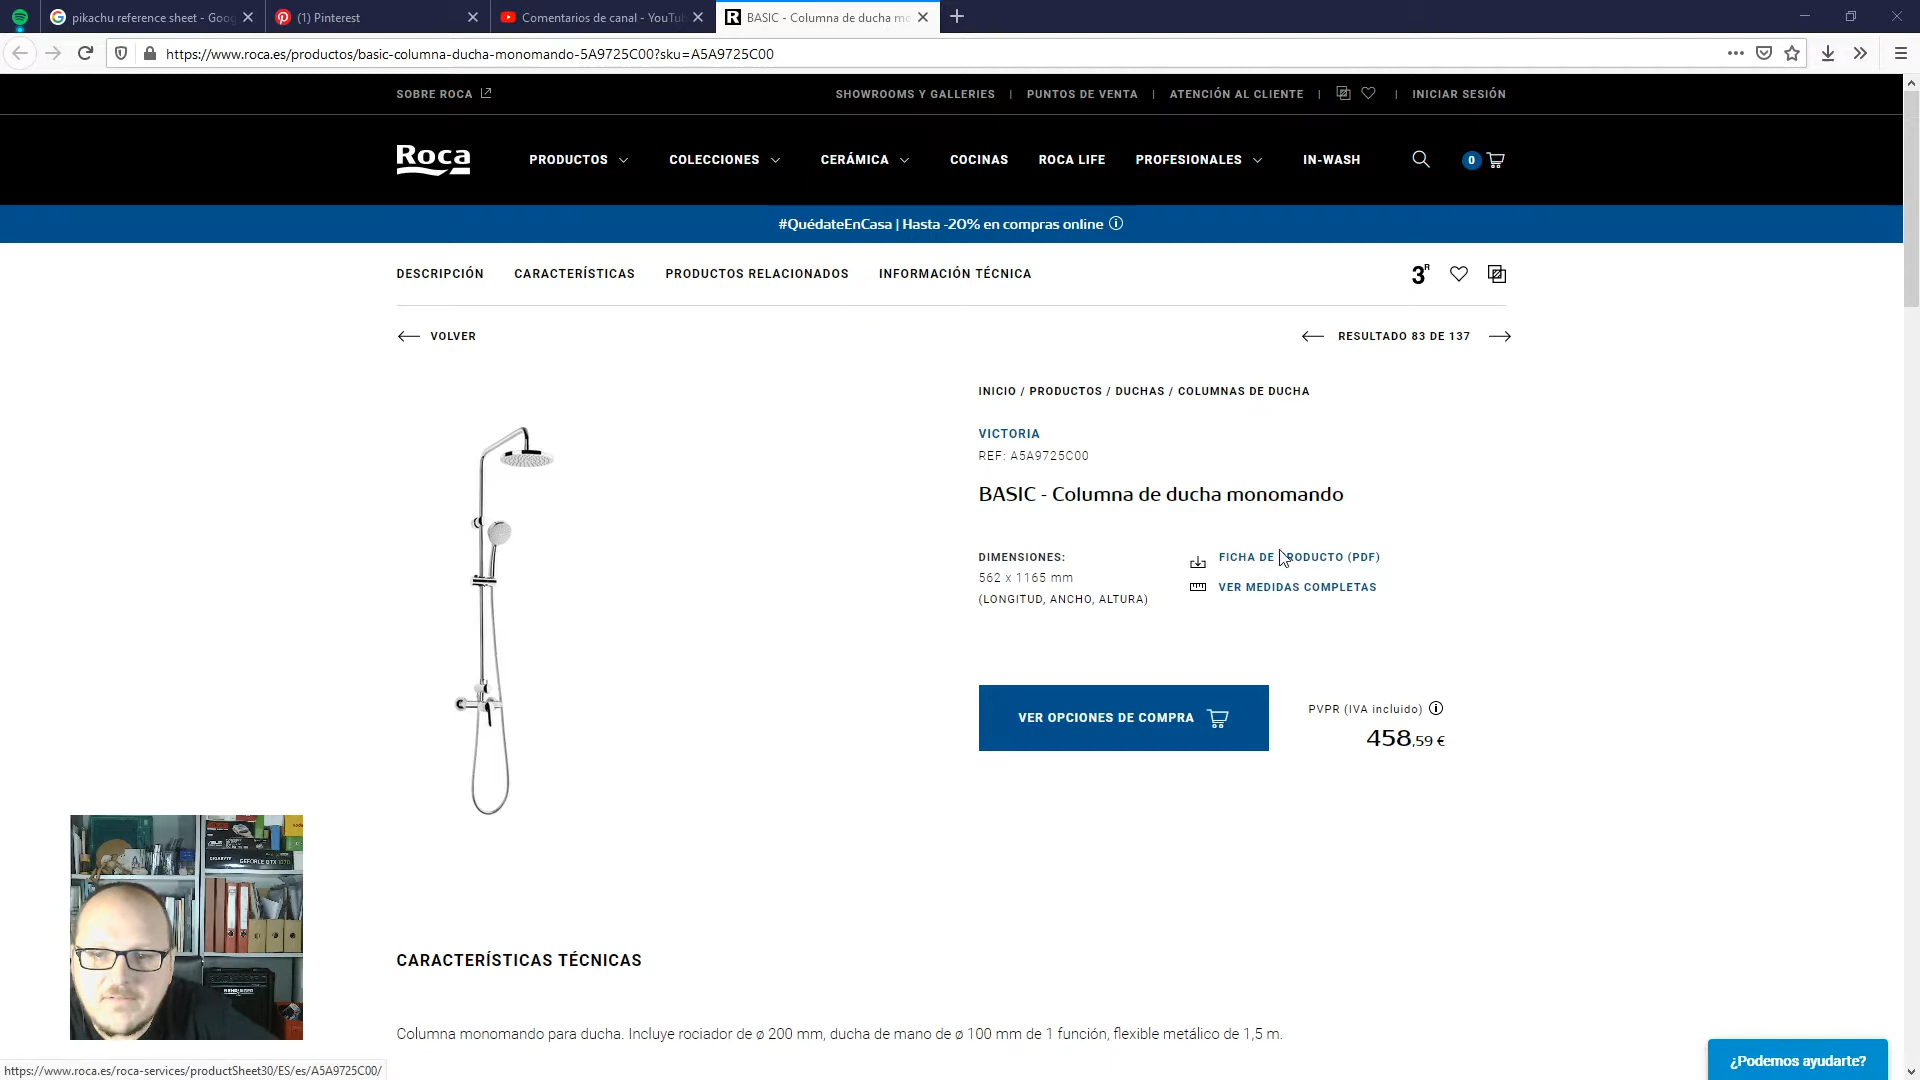 pikachu reference sheet - Goog
(1) Pinterest
Comentarios de canal - YouTu
BASIC - Columna de ducha mo
https://www.roca.es/productos/basic-columna-ducha-monomando-5A9725C00?sku=A5A9725C00
SOBRE ROCA
SHOWROOMS Y GALLERIES | PUNTOS DE VENTA | ATENCIÓN AL CLIENTE | | INICIAR SESIÓN
Roca
PRODUCTOS COLECCIONES CERÁMICA COCINAS ROCA LIFE PROFESIONALES IN-WASH 0
#QuédateEnCasa | Hasta -20% en compras online
DESCRIPCIÓN CARACTERÍSTICAS PRODUCTOS RELACIONADOS INFORMACIÓN TÉCNICA 3R
VOLVER
RESULTADO 83 DE 137
INICIO / PRODUCTOS / DUCHAS / COLUMNAS DE DUCHA
VICTORIA
REF: A5A9725C00
BASIC - Columna de ducha monomando
DIMENSIONES:
562 x 1165 mm
(LONGITUD, ANCHO, ALTURA)
FICHA DE PRODUCTO (PDF)
VER MEDIDAS COMPLETAS
VER OPCIONES DE COMPRA
PVPR (IVA incluido)
458,59 €
GIGABYTE
GEFORCE GTX 1070
BEHRINGER
CARACTERÍSTICAS TÉCNICAS
Columna monomando para ducha. Incluye rociador de ø 200 mm, ducha de mano de ø 100 mm de 1 función, flexible metálico de 1,5 m.
¿Podemos ayudarte?
https://www.roca.es/roca-services/productSheet30/ES/es/A5A9725C00/